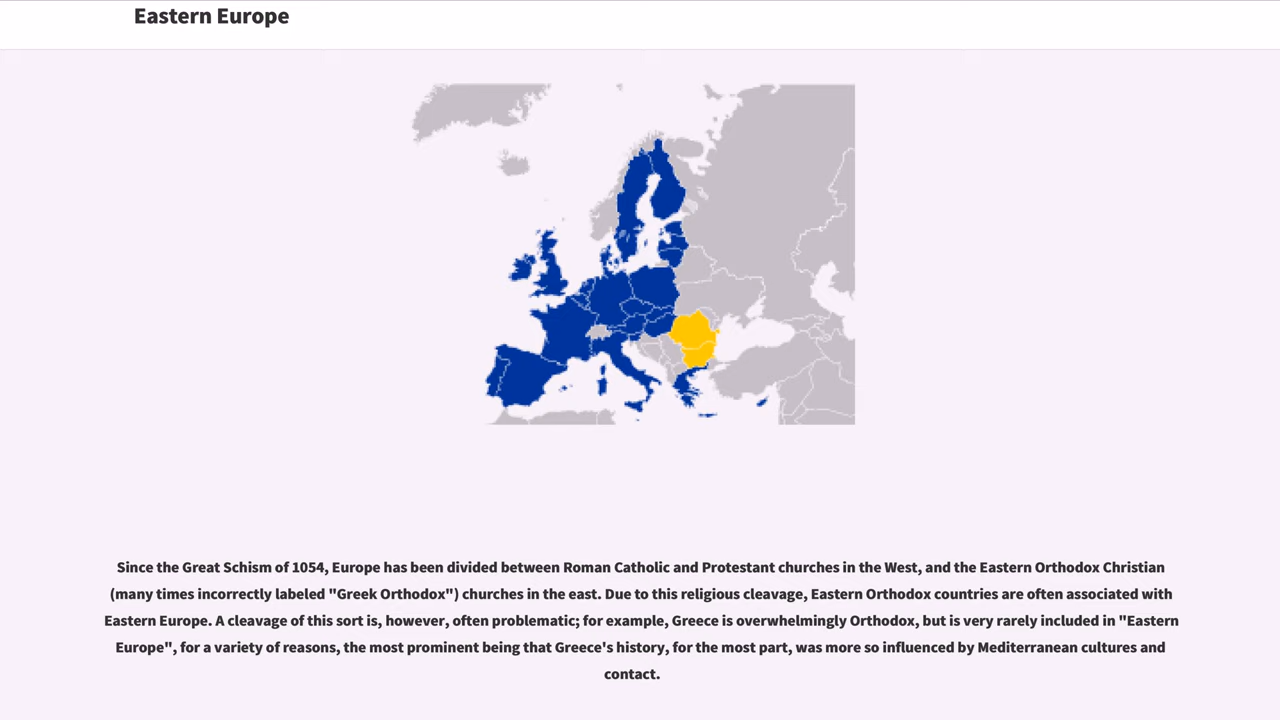 Eastern Europe
Since the Great Schism of 1054, Europe has been divided between Roman Catholic and Protestant churches in the West, and the Eastern Orthodox Christian
(many times incorrectly labeled "Greek Orthodox") churches in the east. Due to this religious cleavage, Eastern Orthodox countries are often associated with
Eastern Europe. A cleavage of this sort is, however, often problematic; for example, Greece is overwhelmingly Orthodox, but is very rarely included in "Eastern
Europe", for a variety of reasons, the most prominent being that Greece's history, for the most part, was more so influenced by Mediterranean cultures and
contact.